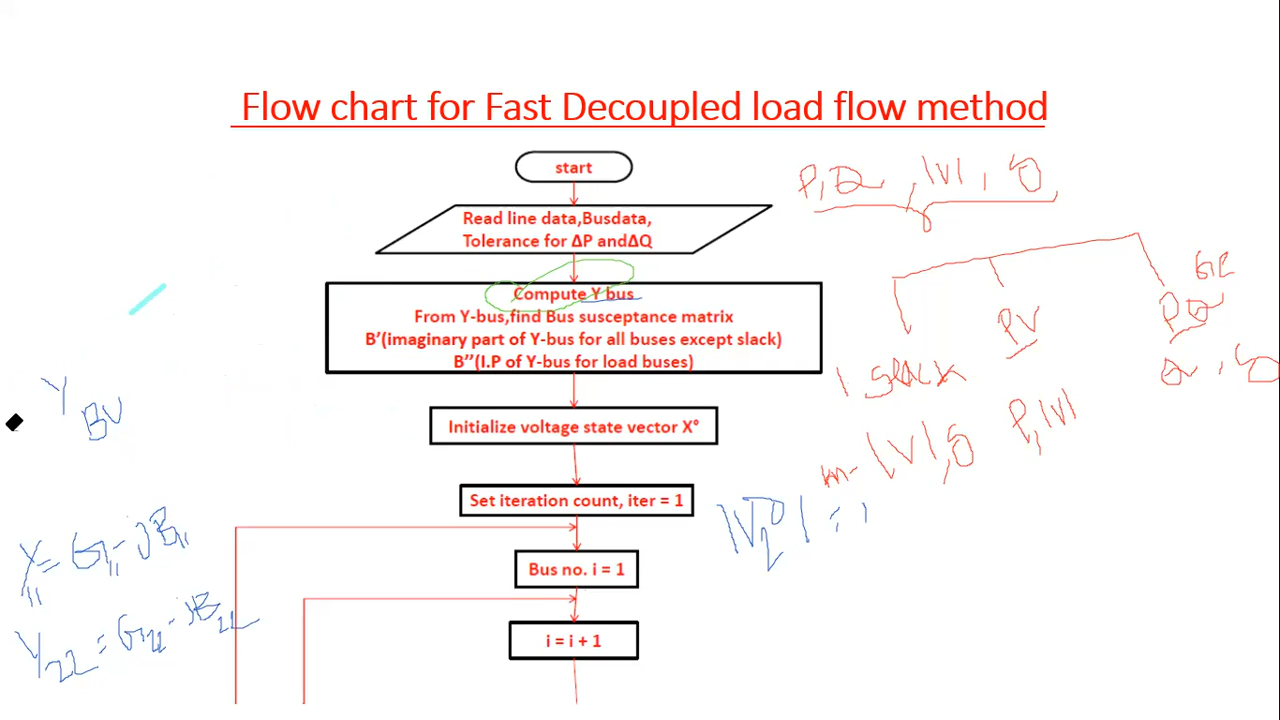 Flow chart for Fast Decoupled load flow method
start
Read line data,Busdata,
Tolerance for ΔP andΔQ
Compute Y bus
From Y-bus,find Bus susceptance matrix
B'(imaginary part of Y-bus for all buses except slack)
B''(I.P of Y-bus for load buses)
Initialize voltage state vector X°
Set iteration count, iter = 1
Bus no. i = 1
i = i + 1
P, Q, |V|, δ
1 slack
PV
PQ
P, |V|
|V|, δ
|V₂⁰| = 1
Y₁₁ = G₁₁ - jB₁₁
Y₂₂ = G₂₂ - jB₂₂